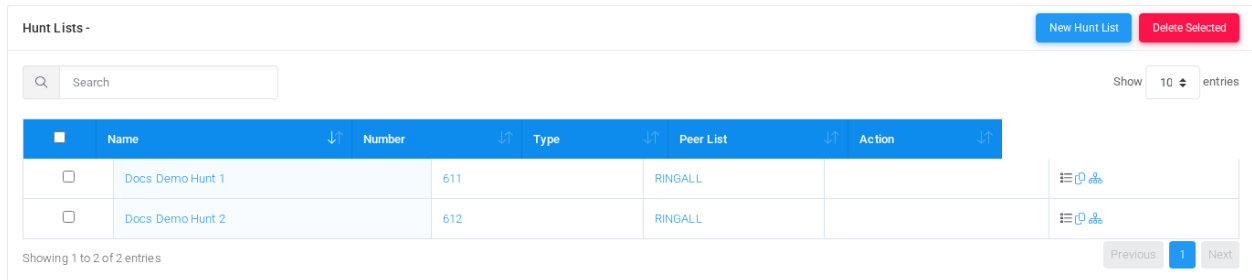 Hunt Lists -
New Hunt List Delete Selected
Search
Show 10 entries
Name Number Type Peer List Action
Docs Demo Hunt 1 611 RINGALL
Docs Demo Hunt 2 612 RINGALL
Showing 1 to 2 of 2 entries
Previous 1 Next